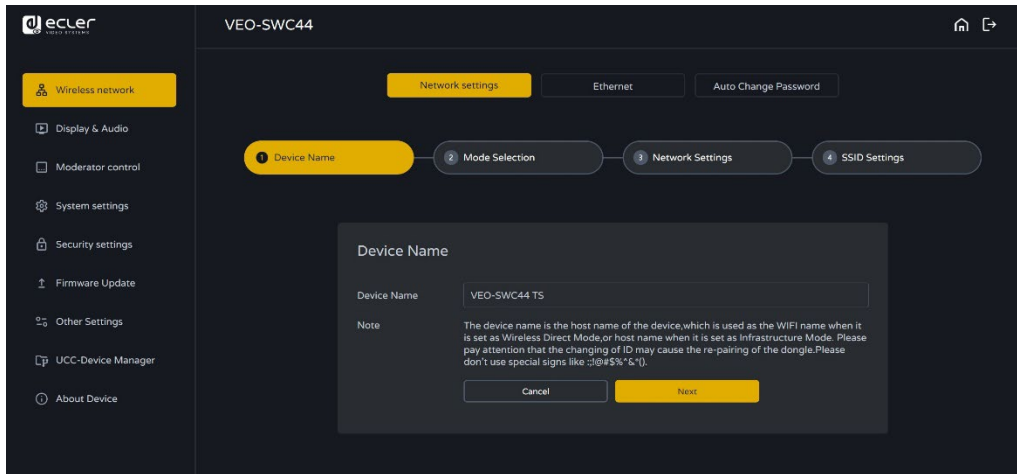 ecler
VIDEO SYSTEMS
VEO-SWC44
Wireless network
Display & Audio
Moderator control
System settings
Security settings
Firmware Update
Other Settings
UCC-Device Manager
About Device
Network settings
Ethernet
Auto Change Password
1 Device Name
2 Mode Selection
3 Network Settings
4 SSID Settings
Device Name
Device Name
VEO-SWC44 TS
Note
The device name is the host name of the device,which is used as the WIFI name when it
is set as Wireless Direct Mode,or host name when it is set as Infrastructure Mode. Please
pay attention that the changing of ID may cause the re-pairing of the dongle.Please
don't use special signs like :;!@#$%^&*().
Cancel
Next